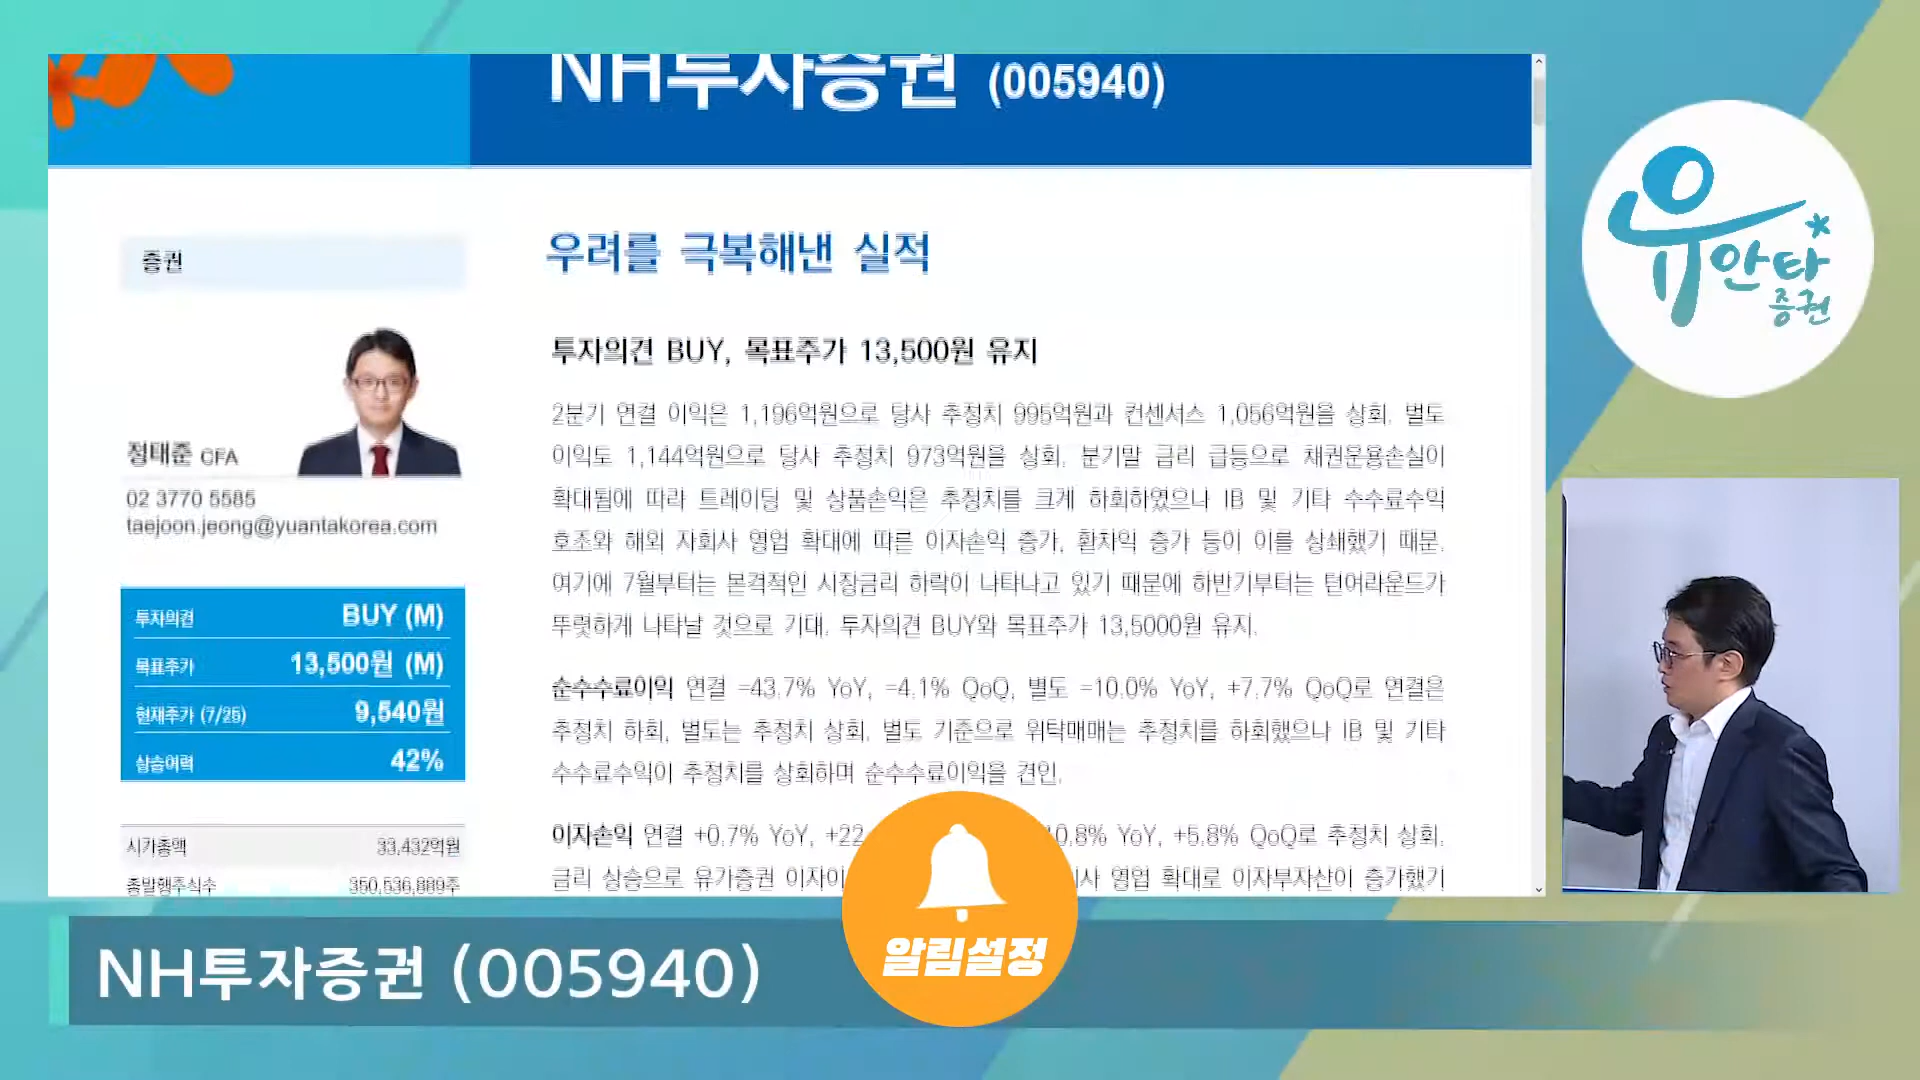 NH투자증권 (005940)
증권
정태준 CFA
02 3770 5585
taejoon.jeong@yuantakorea.com
투자의견 BUY (M)
목표주가 13,500원 (M)
현재주가 (7/25) 9,540원
상승여력 42%
시가총액 33,432억원
총발행주식수 350,536,889주
우려를 극복해낸 실적
투자의견 BUY, 목표주가 13,500원 유지
2분기 연결 이익은 1,196억원으로 당사 추정치 995억원과 컨센서스 1,056억원을 상회. 별도
이익도 1,144억원으로 당사 추정치 973억원을 상회. 분기말 금리 급등으로 채권운용손실이
확대됨에 따라 트레이딩 및 상품손익은 추정치를 크게 하회하였으나 IB 및 기타 수수료수익
호조와 해외 자회사 영업 확대에 따른 이자손익 증가, 환차익 증가 등이 이를 상쇄했기 때문.
여기에 7월부터는 본격적인 시장금리 하락이 나타나고 있기 때문에 하반기부터는 턴어라운드가
뚜렷하게 나타날 것으로 기대. 투자의견 BUY와 목표주가 13,5000원 유지.
순수수료이익 연결 -43.7% YoY, -4.1% QoQ, 별도 -10.0% YoY, +7.7% QoQ로 연결은
추정치 하회, 별도는 추정치 상회. 별도 기준으로 위탁매매는 추정치를 하회했으나 IB 및 기타
수수료수익이 추정치를 상회하며 순수수료이익을 견인.
이자손익 연결 +0.7% YoY, +22 0.8% YoY, +5.8% QoQ로 추정치 상회.
금리 상승으로 유가증권 이자이 사 영업 확대로 이자부자산이 증가했기
유안타
증권
알림설정
NH투자증권 (005940)